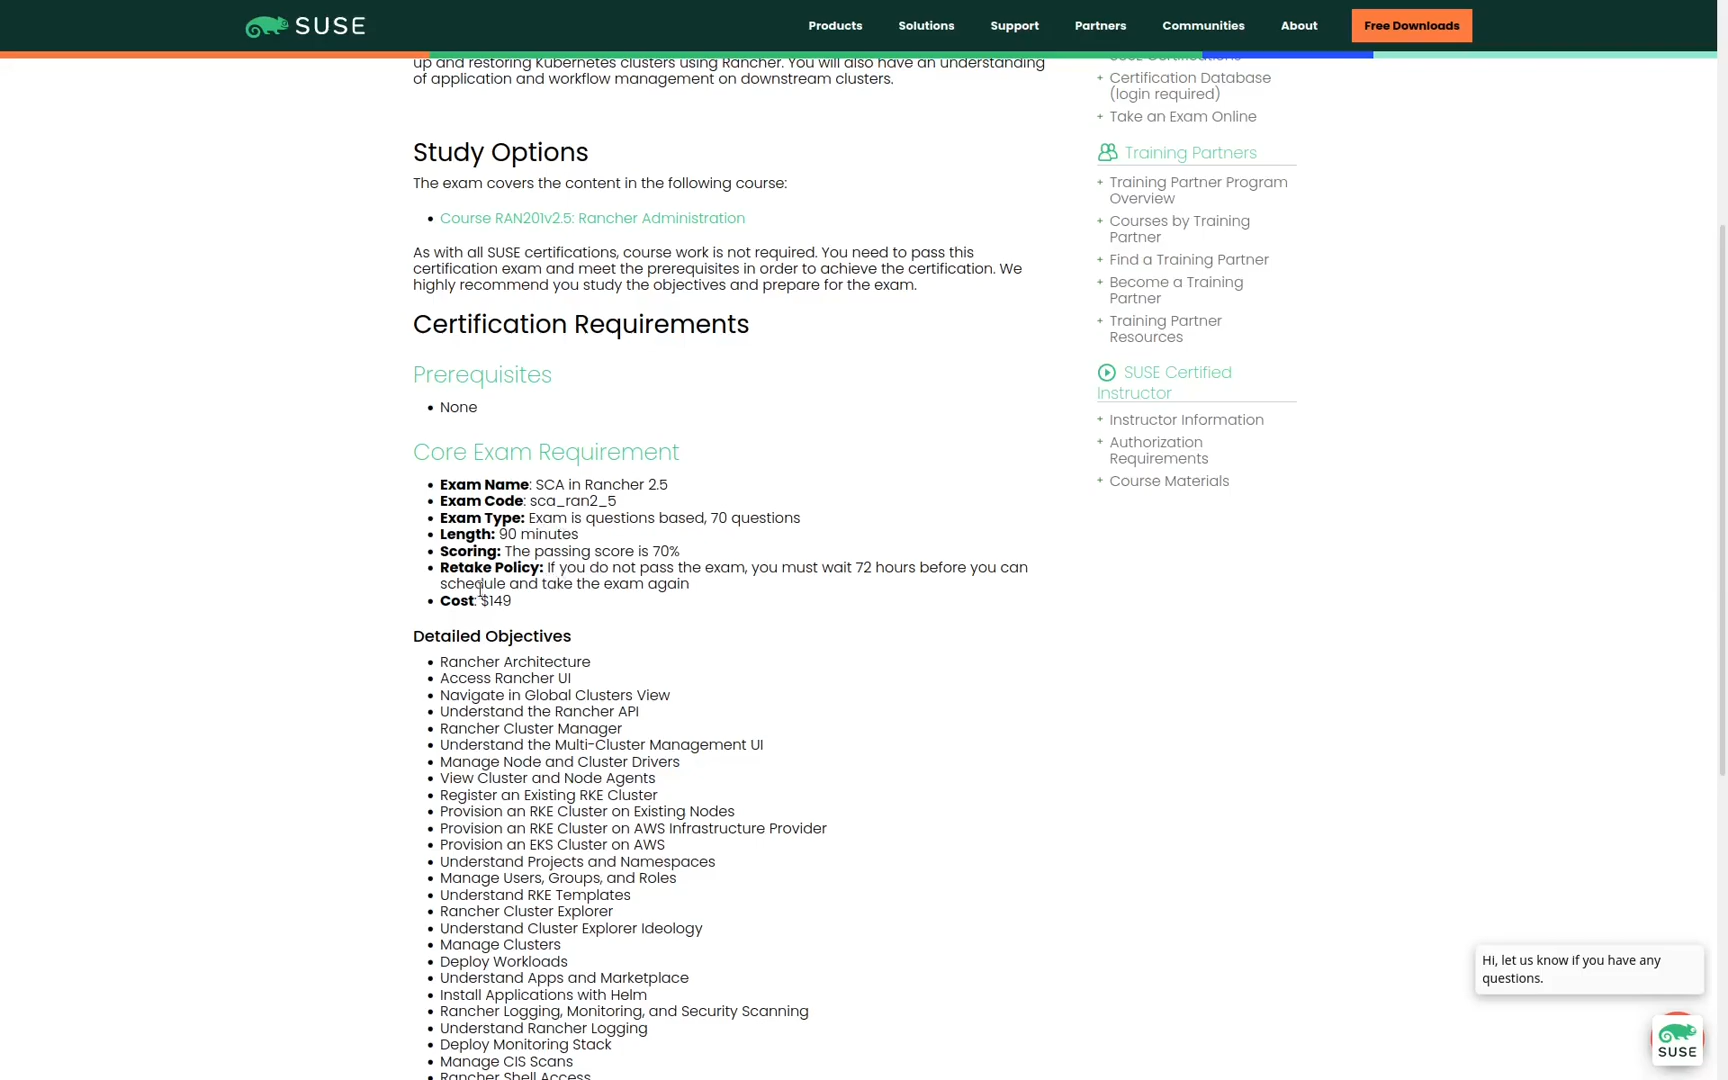 SUSE
Products
Solutions
Support
Partners
Communities
About
Free Downloads
up and restoring Kubernetes clusters using Rancher. You will also have an understanding
of application and workflow management on downstream clusters.
Study Options
The exam covers the content in the following course:
Course RAN201v2.5: Rancher Administration
As with all SUSE certifications, course work is not required. You need to pass this
certification exam and meet the prerequisites in order to achieve the certification. We
highly recommend you study the objectives and prepare for the exam.
Certification Requirements
Prerequisites
None
Core Exam Requirement
Exam Name: SCA in Rancher 2.5
Exam Code: sca_ran2_5
Exam Type: Exam is questions based, 70 questions
Length: 90 minutes
Scoring: The passing score is 70%
Retake Policy: If you do not pass the exam, you must wait 72 hours before you can
schedule and take the exam again
Cost: $149
Detailed Objectives
Rancher Architecture
Access Rancher UI
Navigate in Global Clusters View
Understand the Rancher API
Rancher Cluster Manager
Understand the Multi-Cluster Management UI
Manage Node and Cluster Drivers
View Cluster and Node Agents
Register an Existing RKE Cluster
Provision an RKE Cluster on Existing Nodes
Provision an RKE Cluster on AWS Infrastructure Provider
Provision an EKS Cluster on AWS
Understand Projects and Namespaces
Manage Users, Groups, and Roles
Understand RKE Templates
Rancher Cluster Explorer
Understand Cluster Explorer Ideology
Manage Clusters
Deploy Workloads
Understand Apps and Marketplace
Install Applications with Helm
Rancher Logging, Monitoring, and Security Scanning
Understand Rancher Logging
Deploy Monitoring Stack
Manage CIS Scans
Rancher Shell Access
Certification Database
(login required)
Take an Exam Online
Training Partners
Training Partner Program
Overview
Courses by Training
Partner
Find a Training Partner
Become a Training
Partner
Training Partner
Resources
SUSE Certified
Instructor
Instructor Information
Authorization
Requirements
Course Materials
Hi, let us know if you have any
questions.
SUSE